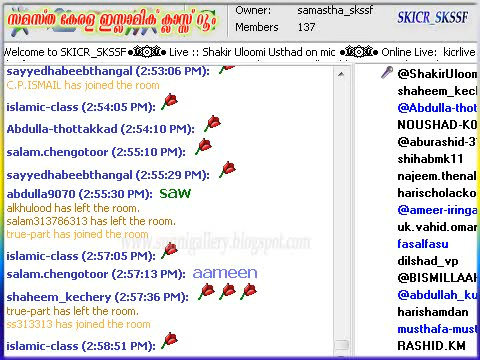 സമസ്ത കേരള ഇസ്ലാമിക് ക്ലാസ്സ് റൂം
Owner: samastha_skssf
Members 137
SKICR_SKSSF
Welcome to SKICR_SKSSF Live :: Shakir Uloomi Usthad on mic Online Live: kicrlive
sayyedhabeebthangal (2:53:06 PM):
C.P.ISMAIL has joined the room
islamic-class (2:54:05 PM):
Abdulla-thottakkad (2:54:10 PM):
salam.chengotoor (2:55:10 PM):
sayyedhabeebthangal (2:55:29 PM):
abdulla9070 (2:55:30 PM): saw
alkhulood has left the room.
salam313786313 has left the room.
true-part has joined the room
islamic-class (2:57:05 PM):
salam.chengotoor (2:57:13 PM): aameen
shaheem_kechery (2:57:36 PM):
true-part has left the room.
ss313313 has joined the room
islamic-class (2:58:51 PM):
@ShakirUloom
shaheem_kech
@Abdulla-thot
NOUSHAD-KO
@aburashid-3
shihabmk11
najeem.thenal
harischolacko
@ameer-iringa
uk.vahid.omar
fasalfasu
dilshad_vp
@BISMILLAAH
@abdullah_ku
harishamdan
musthafa-must
RASHID.KM